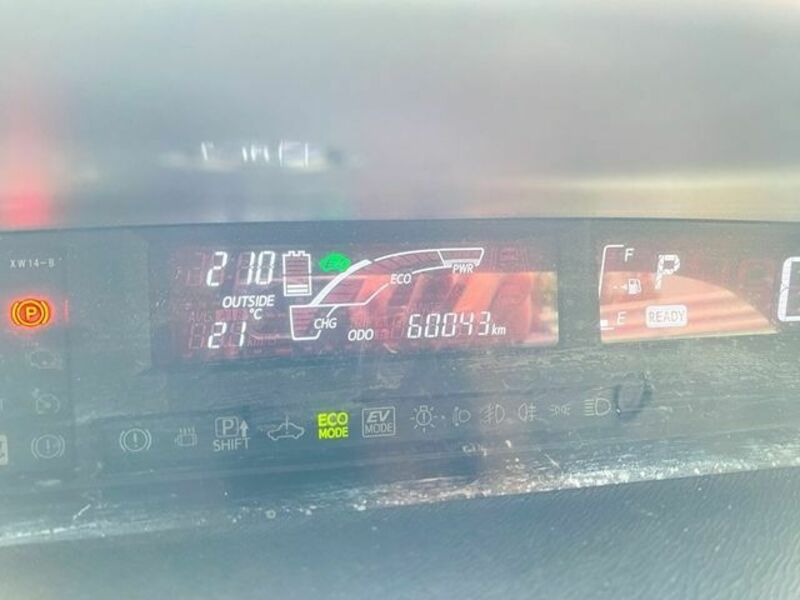 XW14-B
2 10
OUTSIDE
°C
21
CHG
ECO
PWR
ODO 60043 km
F
E
P
READY
P
P
SHIFT
ECO
MODE
EV
MODE